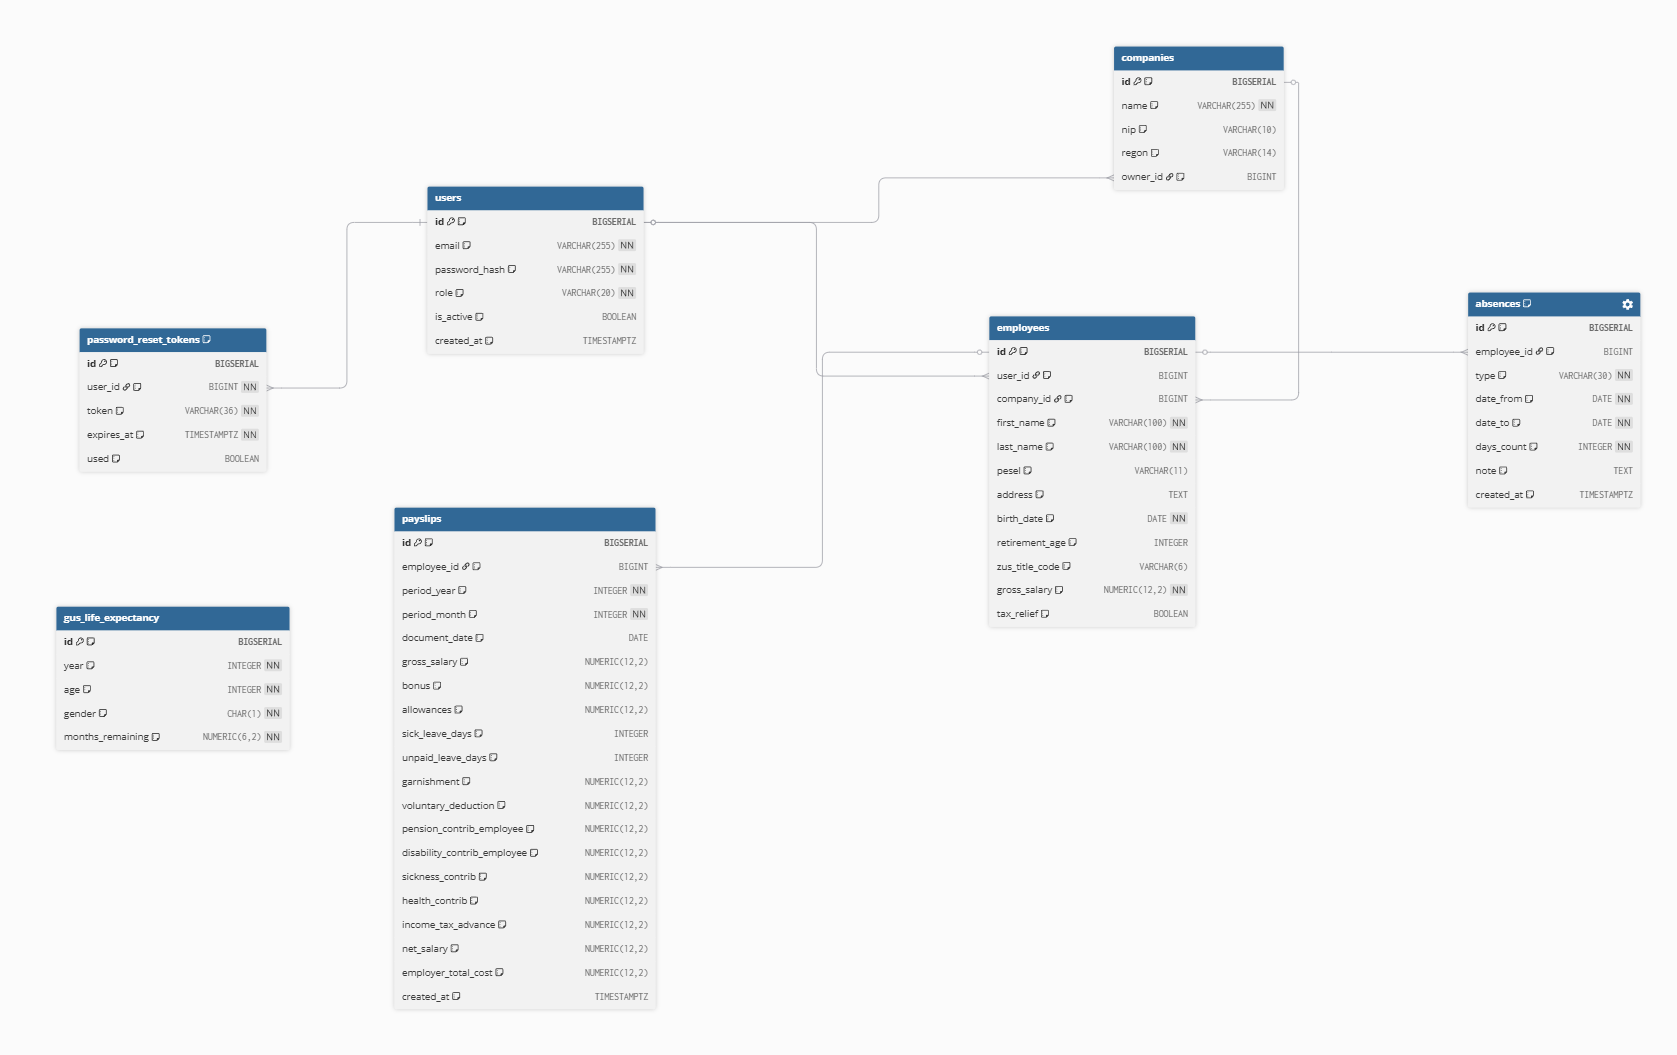 companies
id BIGSERIAL
name VARCHAR(255) NN
nip VARCHAR(10)
regon VARCHAR(14)
owner_id BIGINT
users
id BIGSERIAL
email VARCHAR(255) NN
password_hash VARCHAR(255) NN
role VARCHAR(20) NN
is_active BOOLEAN
created_at TIMESTAMPTZ
absences
id BIGSERIAL
employee_id BIGINT
type VARCHAR(30) NN
date_from DATE NN
date_to DATE NN
days_count INTEGER NN
note TEXT
created_at TIMESTAMPTZ
employees
id BIGSERIAL
user_id BIGINT
company_id BIGINT
first_name VARCHAR(100) NN
last_name VARCHAR(100) NN
pesel VARCHAR(11)
address TEXT
birth_date DATE NN
retirement_age INTEGER
zus_title_code VARCHAR(6)
gross_salary NUMERIC(12,2) NN
tax_relief BOOLEAN
password_reset_tokens
id BIGSERIAL
user_id BIGINT NN
token VARCHAR(36) NN
expires_at TIMESTAMPTZ NN
used BOOLEAN
payslips
id BIGSERIAL
employee_id BIGINT
period_year INTEGER NN
period_month INTEGER NN
document_date DATE
gross_salary NUMERIC(12,2)
bonus NUMERIC(12,2)
allowances NUMERIC(12,2)
sick_leave_days INTEGER
unpaid_leave_days INTEGER
garnishment NUMERIC(12,2)
voluntary_deduction NUMERIC(12,2)
pension_contrib_employee NUMERIC(12,2)
disability_contrib_employee NUMERIC(12,2)
sickness_contrib NUMERIC(12,2)
health_contrib NUMERIC(12,2)
income_tax_advance NUMERIC(12,2)
net_salary NUMERIC(12,2)
employer_total_cost NUMERIC(12,2)
created_at TIMESTAMPTZ
gus_life_expectancy
id BIGSERIAL
year INTEGER NN
age INTEGER NN
gender CHAR(1) NN
months_remaining NUMERIC(6,2) NN